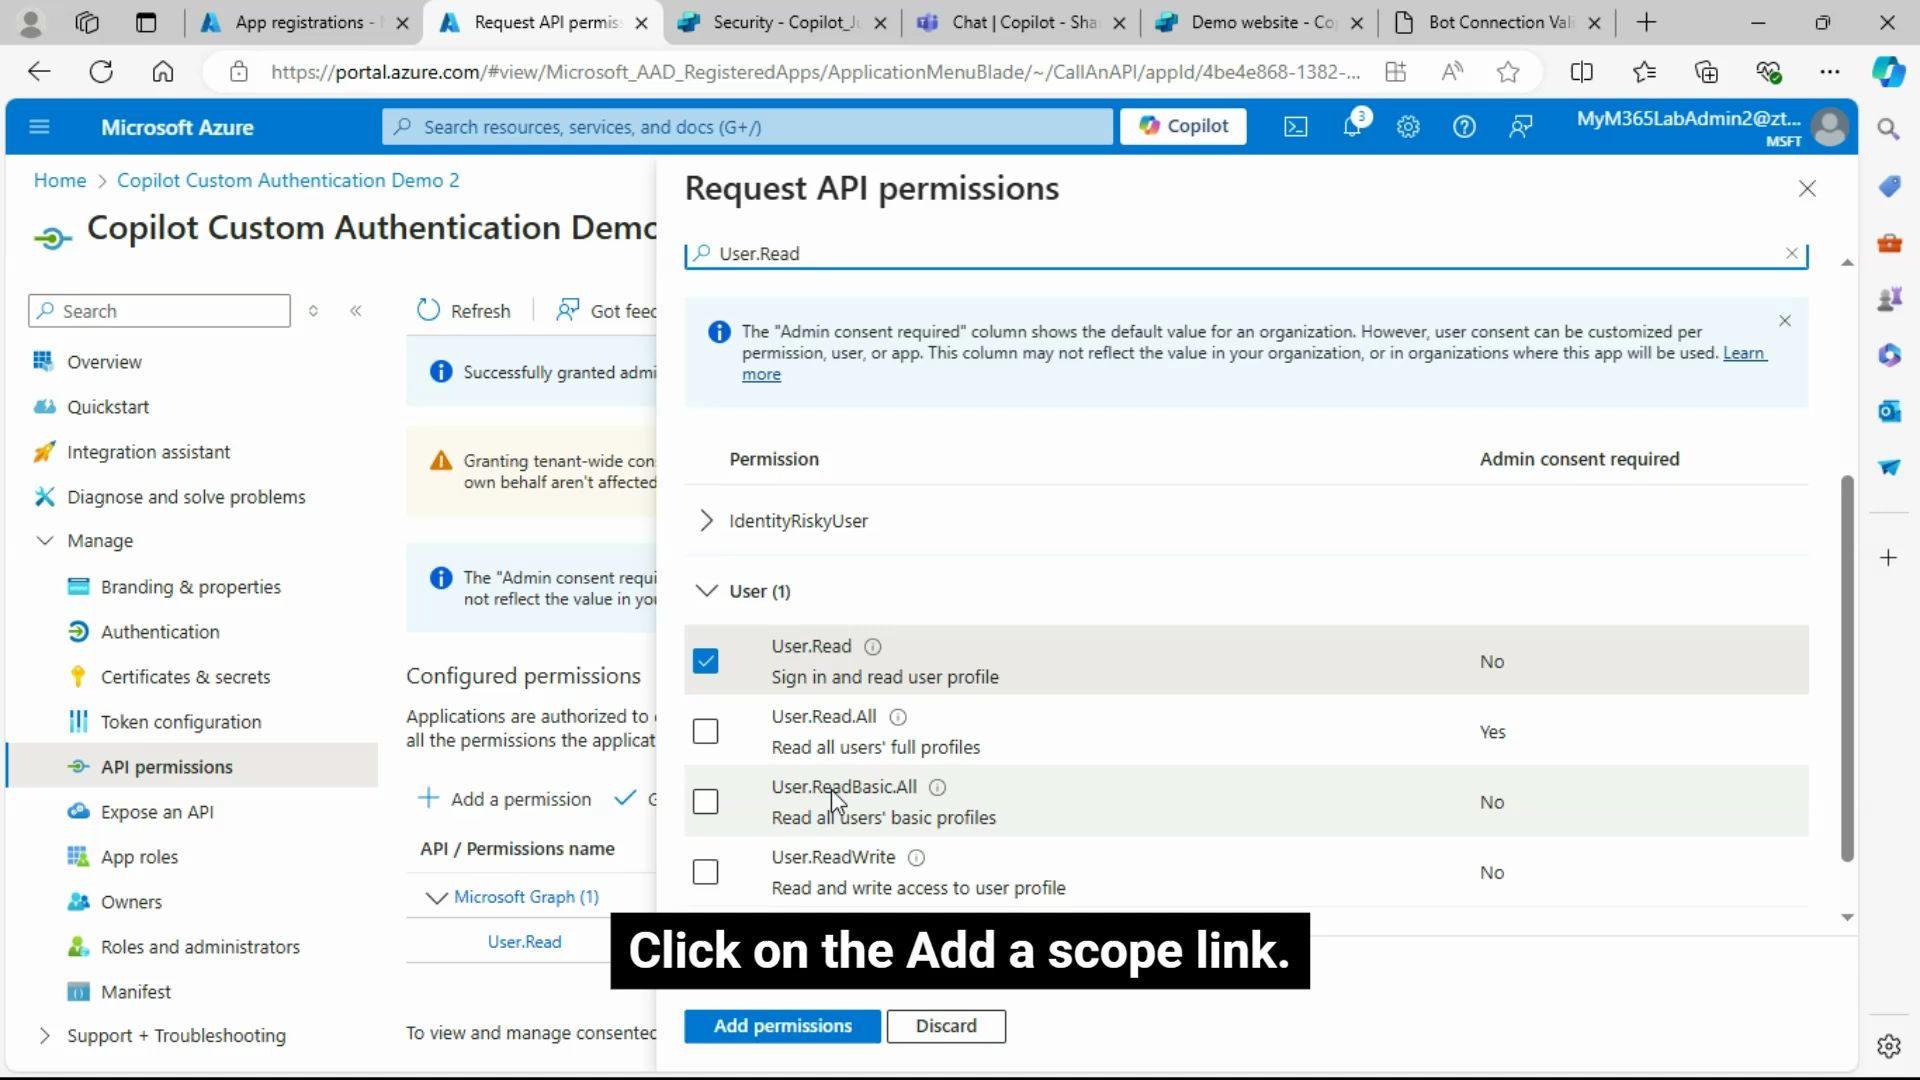 App registrations -
Request API permis
Security - Copilot_J
Chat | Copilot - Sha
Demo website - Co
Bot Connection Val
https://portal.azure.com/#view/Microsoft_AAD_RegisteredApps/ApplicationMenuBlade/~/CallAnAPI/appId/4be4e868-1382-...
Microsoft Azure
Search resources, services, and docs (G+/)
Copilot
3
MyM365LabAdmin2@zt...
MSFT
Home > Copilot Custom Authentication Demo 2
Copilot Custom Authentication Demo
Search
Overview
Quickstart
Integration assistant
Diagnose and solve problems
Manage
Branding & properties
Authentication
Certificates & secrets
Token configuration
API permissions
Expose an API
App roles
Owners
Roles and administrators
Manifest
Support + Troubleshooting
Refresh
Got feed
Successfully granted admi
Granting tenant-wide con
own behalf aren't affected
The "Admin consent requi
not reflect the value in you
Configured permissions
Applications are authorized to
all the permissions the applicat
Add a permission
G
API / Permissions name
Microsoft Graph (1)
User.Read
To view and manage consented
Request API permissions
User.Read
The "Admin consent required" column shows the default value for an organization. However, user consent can be customized per
permission, user, or app. This column may not reflect the value in your organization, or in organizations where this app will be used. Learn
more
Permission
Admin consent required
IdentityRiskyUser
User (1)
User.Read
Sign in and read user profile
No
User.Read.All
Read all users' full profiles
Yes
User.ReadBasic.All
Read all users' basic profiles
No
User.ReadWrite
Read and write access to user profile
No
Click on the Add a scope link.
Add permissions
Discard